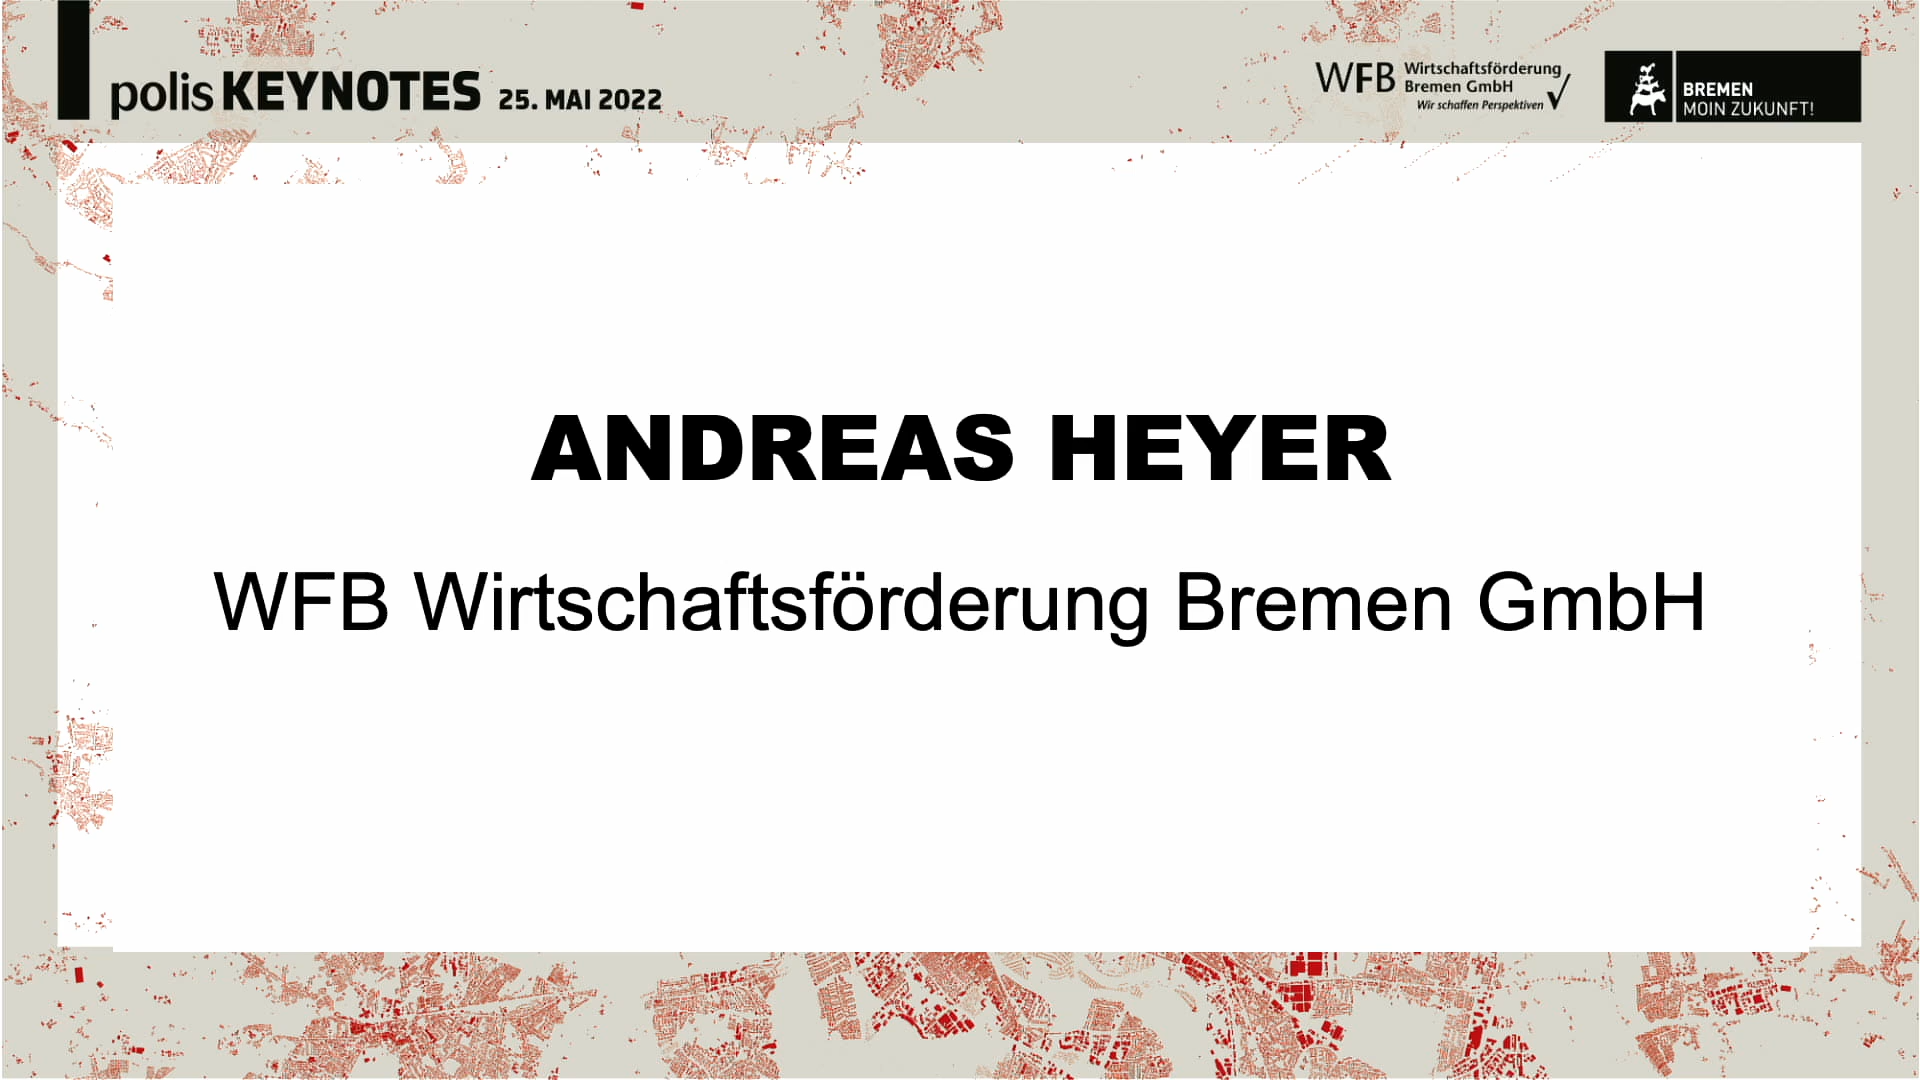 polis KEYNOTES 25. MAI 2022
WFB Wirtschaftsförderung
Bremen GmbH
Wir schaffen Perspektiven
BREMEN
MOIN ZUKUNFT!
ANDREAS HEYER
WFB Wirtschaftsförderung Bremen GmbH